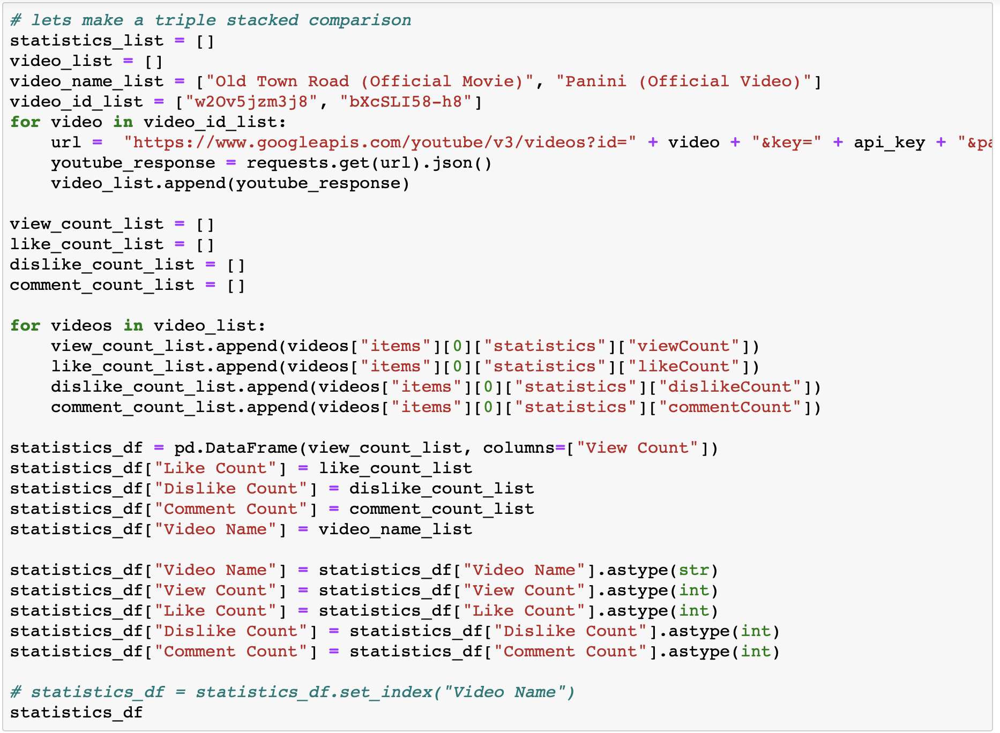 # lets make a triple stacked comparison
statistics_list = []
video_list = []
video_name_list = ["Old Town Road (Official Movie)", "Panini (Official Video)"]
video_id_list = ["w2Ov5jzm3j8", "bXcSLI58-h8"]
for video in video_id_list:
    url =  "https://www.googleapis.com/youtube/v3/videos?id=" + video + "&key=" + api_key + "&pa
    youtube_response = requests.get(url).json()
    video_list.append(youtube_response)

view_count_list = []
like_count_list = []
dislike_count_list = []
comment_count_list = []

for videos in video_list:
    view_count_list.append(videos["items"][0]["statistics"]["viewCount"])
    like_count_list.append(videos["items"][0]["statistics"]["likeCount"])
    dislike_count_list.append(videos["items"][0]["statistics"]["dislikeCount"])
    comment_count_list.append(videos["items"][0]["statistics"]["commentCount"])

statistics_df = pd.DataFrame(view_count_list, columns=["View Count"])
statistics_df["Like Count"] = like_count_list
statistics_df["Dislike Count"] = dislike_count_list
statistics_df["Comment Count"] = comment_count_list
statistics_df["Video Name"] = video_name_list

statistics_df["Video Name"] = statistics_df["Video Name"].astype(str)
statistics_df["View Count"] = statistics_df["View Count"].astype(int)
statistics_df["Like Count"] = statistics_df["Like Count"].astype(int)
statistics_df["Dislike Count"] = statistics_df["Dislike Count"].astype(int)
statistics_df["Comment Count"] = statistics_df["Comment Count"].astype(int)

# statistics_df = statistics_df.set_index("Video Name")
statistics_df